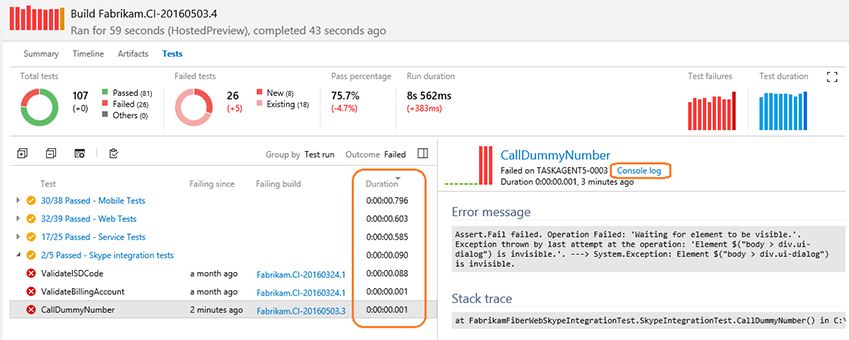 Build Fabrikam.CI-20160503.4
Ran for 59 seconds (HostedPreview), completed 43 seconds ago
Summary Timeline Artifacts Tests
Total tests
107
(+0)
Passed (81)
Failed (26)
Others (0)
Failed tests
26
(+5)
New (8)
Existing (18)
Pass percentage
75.7%
(-4.7%)
Run duration
8s 562ms
(+383ms)
Test failures
Test duration
Group by Test run Outcome Failed
Test Failing since Failing build Duration
30/38 Passed - Mobile Tests 0:00:00.796
32/39 Passed - Web Tests 0:00:00.603
17/25 Passed - Service Tests 0:00:00.585
2/5 Passed - Skype integration tests 0:00:00.090
ValidateISDCode a month ago Fabrikam.CI-20160324.1 0:00:00.088
ValidateBillingAccount a month ago Fabrikam.CI-20160324.1 0:00:00.001
CallDummyNumber 2 minutes ago Fabrikam.CI-20160503.3 0:00:00.001
CallDummyNumber
Failed on TASKAGENT5-0003 Console log
Duration 0:00:00.001, 3 minutes ago
Error message
Assert.Fail failed. Operation Failed: 'Waiting for element to be visible.'.
Exception thrown by last attempt at the operation: 'Element $("body > div.ui-
dialog") is invisible.'. ---> System.Exception: Element $("body > div.ui-dialog")
is invisible.
Stack trace
at FabrikamFiberWebSkypeIntegrationTest.SkypeIntegrationTest.CallDummyNumber() in C:\